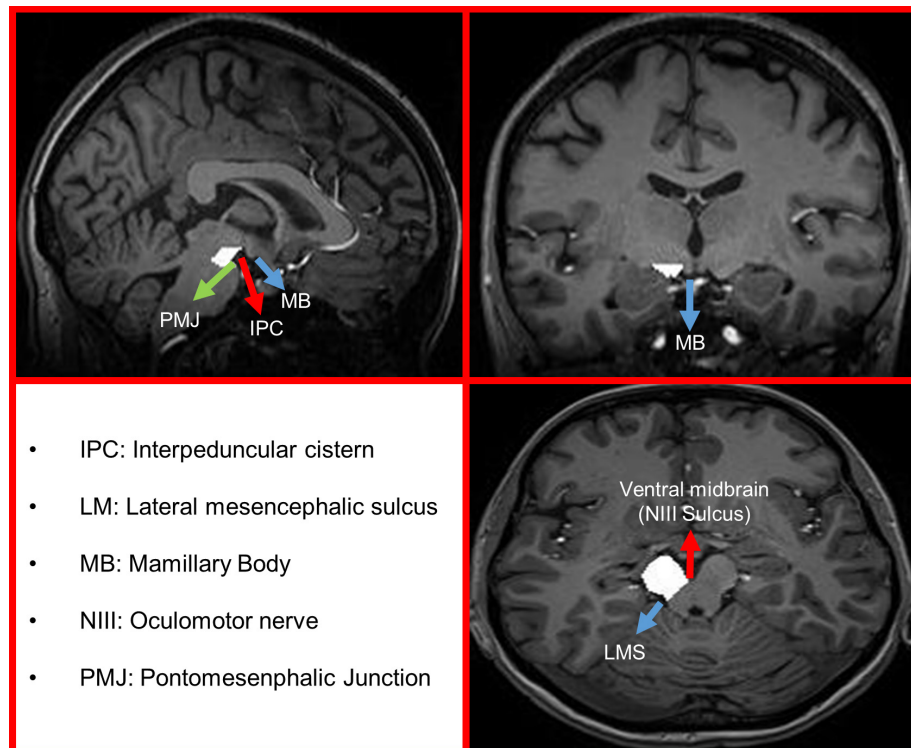 PMJ
IPC
MB
MB
• IPC: Interpeduncular cistern
• LM: Lateral mesencephalic sulcus
• MB: Mamillary Body
• NIII: Oculomotor nerve
• PMJ: Pontomesenphalic Junction
Ventral midbrain
(NIII Sulcus)
LMS